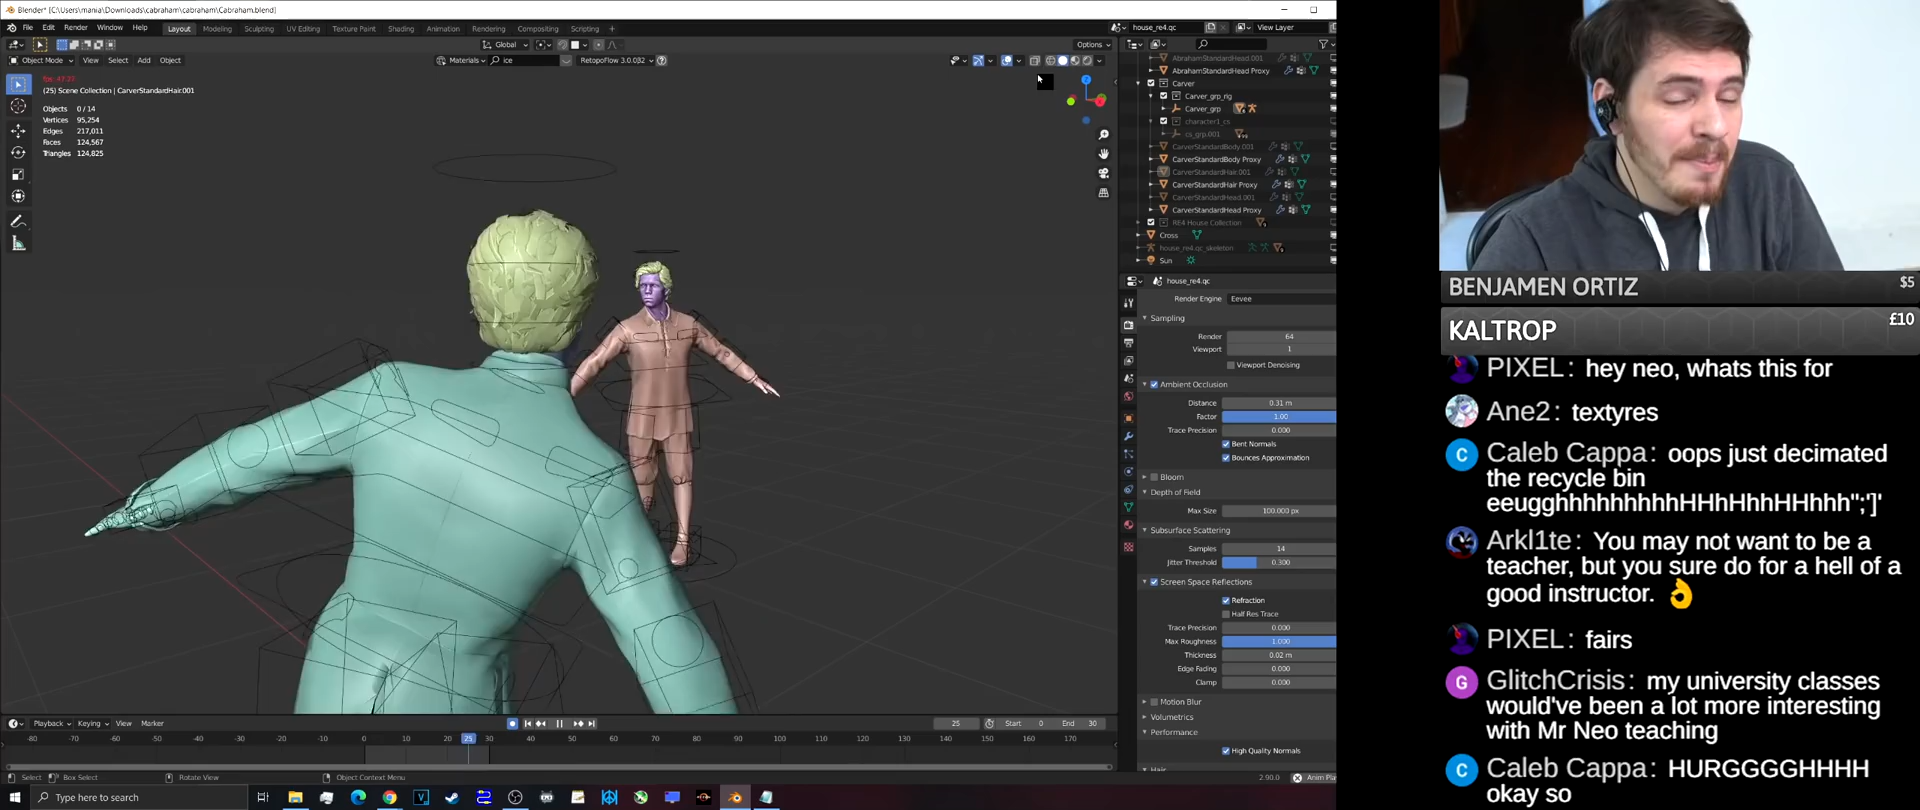 Blender* [C:\Users\mania\Downloads\cabraham\cabraham\Cabraham.blend]
File Edit Render Window Help Layout Modeling Sculpting UV Editing Texture Paint Shading Animation Rendering Compositing Scripting +
house_re4.qc View Layer
Global
Options
Object Mode View Select Add Object Materials ice RetopoFlow 3.0.032
(25) Scene Collection | CarverStandardHair.001
Objects 0 / 14
Vertices 95,254
Edges 217,011
Faces 124,567
Triangles 124,825
AbrahamStandardHead.001
AbrahamStandardHead Proxy
Carver
Carver_grp_rig
Carver_grp
character1_cs
cs_grp.001
CarverStandardBody.001
CarverStandardBody Proxy
CarverStandardHair.001
CarverStandardHair Proxy
CarverStandardHead.001
CarverStandardHead Proxy
RE4 House Collection
Cross
house_re4.qc_skeleton
Sun
house_re4.qc
Render Engine Eevee
Sampling
Render 64
Viewport 1
Viewport Denoising
Ambient Occlusion
Distance 0.31 m
Factor 1.00
Trace Precision 0.000
Bent Normals
Bounces Approximation
Bloom
Depth of Field
Max Size 100.000 px
Subsurface Scattering
Samples 14
Jitter Threshold 0.300
Screen Space Reflections
Refraction
Half Res Trace
Trace Precision 0.000
Max Roughness 1.000
Thickness 0.02 m
Edge Fading 0.000
Clamp 0.000
Motion Blur
Volumetrics
Performance
High Quality Normals
Playback Keying View Marker 25 Start 0 End 30
-80 -70 -60 -50 -40 -30 -20 -10 0 10 20 25 30 40 50 60 70 80 90 100 110 120 130 140 150 160 170
Select Box Select Rotate View Object Context Menu 2.90.0 Anim Pla
Type here to search
BENJAMEN ORTIZ $5
KALTROP £10
PIXEL: hey neo, whats this for
Ane2: textyres
Caleb Cappa: oops just decimated
the recycle bin
eeugghhhhhhhhhHHhHhhHHhhh";']'
Arkl1te: You may not want to be a
teacher, but you sure do for a hell of a
good instructor. 👌
PIXEL: fairs
G GlitchCrisis: my university classes
would've been a lot more interesting
with Mr Neo teaching
C Caleb Cappa: HURGGGGHHHH
okay so